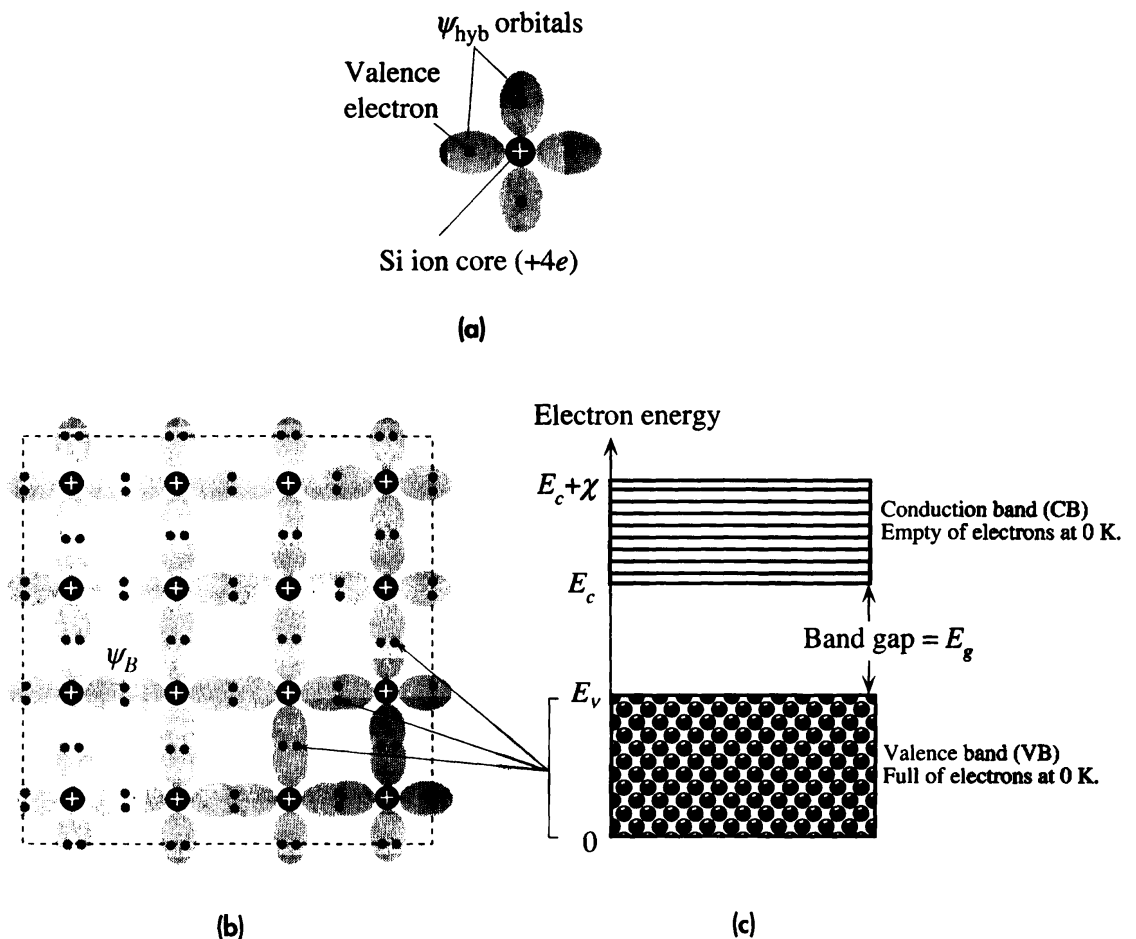 ψhyb orbitals
Valence
electron
Si ion core (+4e)
(a)
ψB
(b)
Electron energy
Ec+χ
Conduction band (CB)
Empty of electrons at 0 K.
Ec
Band gap = Eg
Ev
Valence band (VB)
Full of electrons at 0 K.
0
(c)